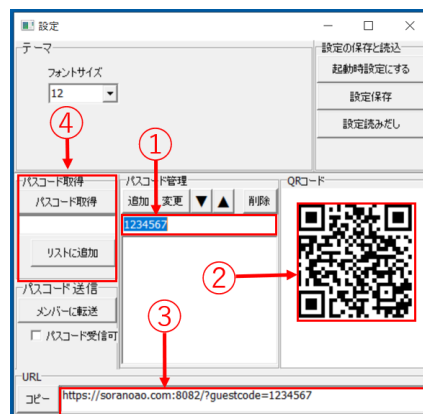 設定
テーマ
フォントサイズ
12
設定の保存と読込
起動時設定にする
設定保存
設定読みだし
④
①
パスコード取得
パスコード取得
リストに追加
パスコード管理
追加 変更 ▼ ▲ 削除
1234567
QRコード
②
パスコード送信
メンバーに転送
パスコード受信可
③
URL
コピー https://soranoao.com:8082/?guestcode=1234567